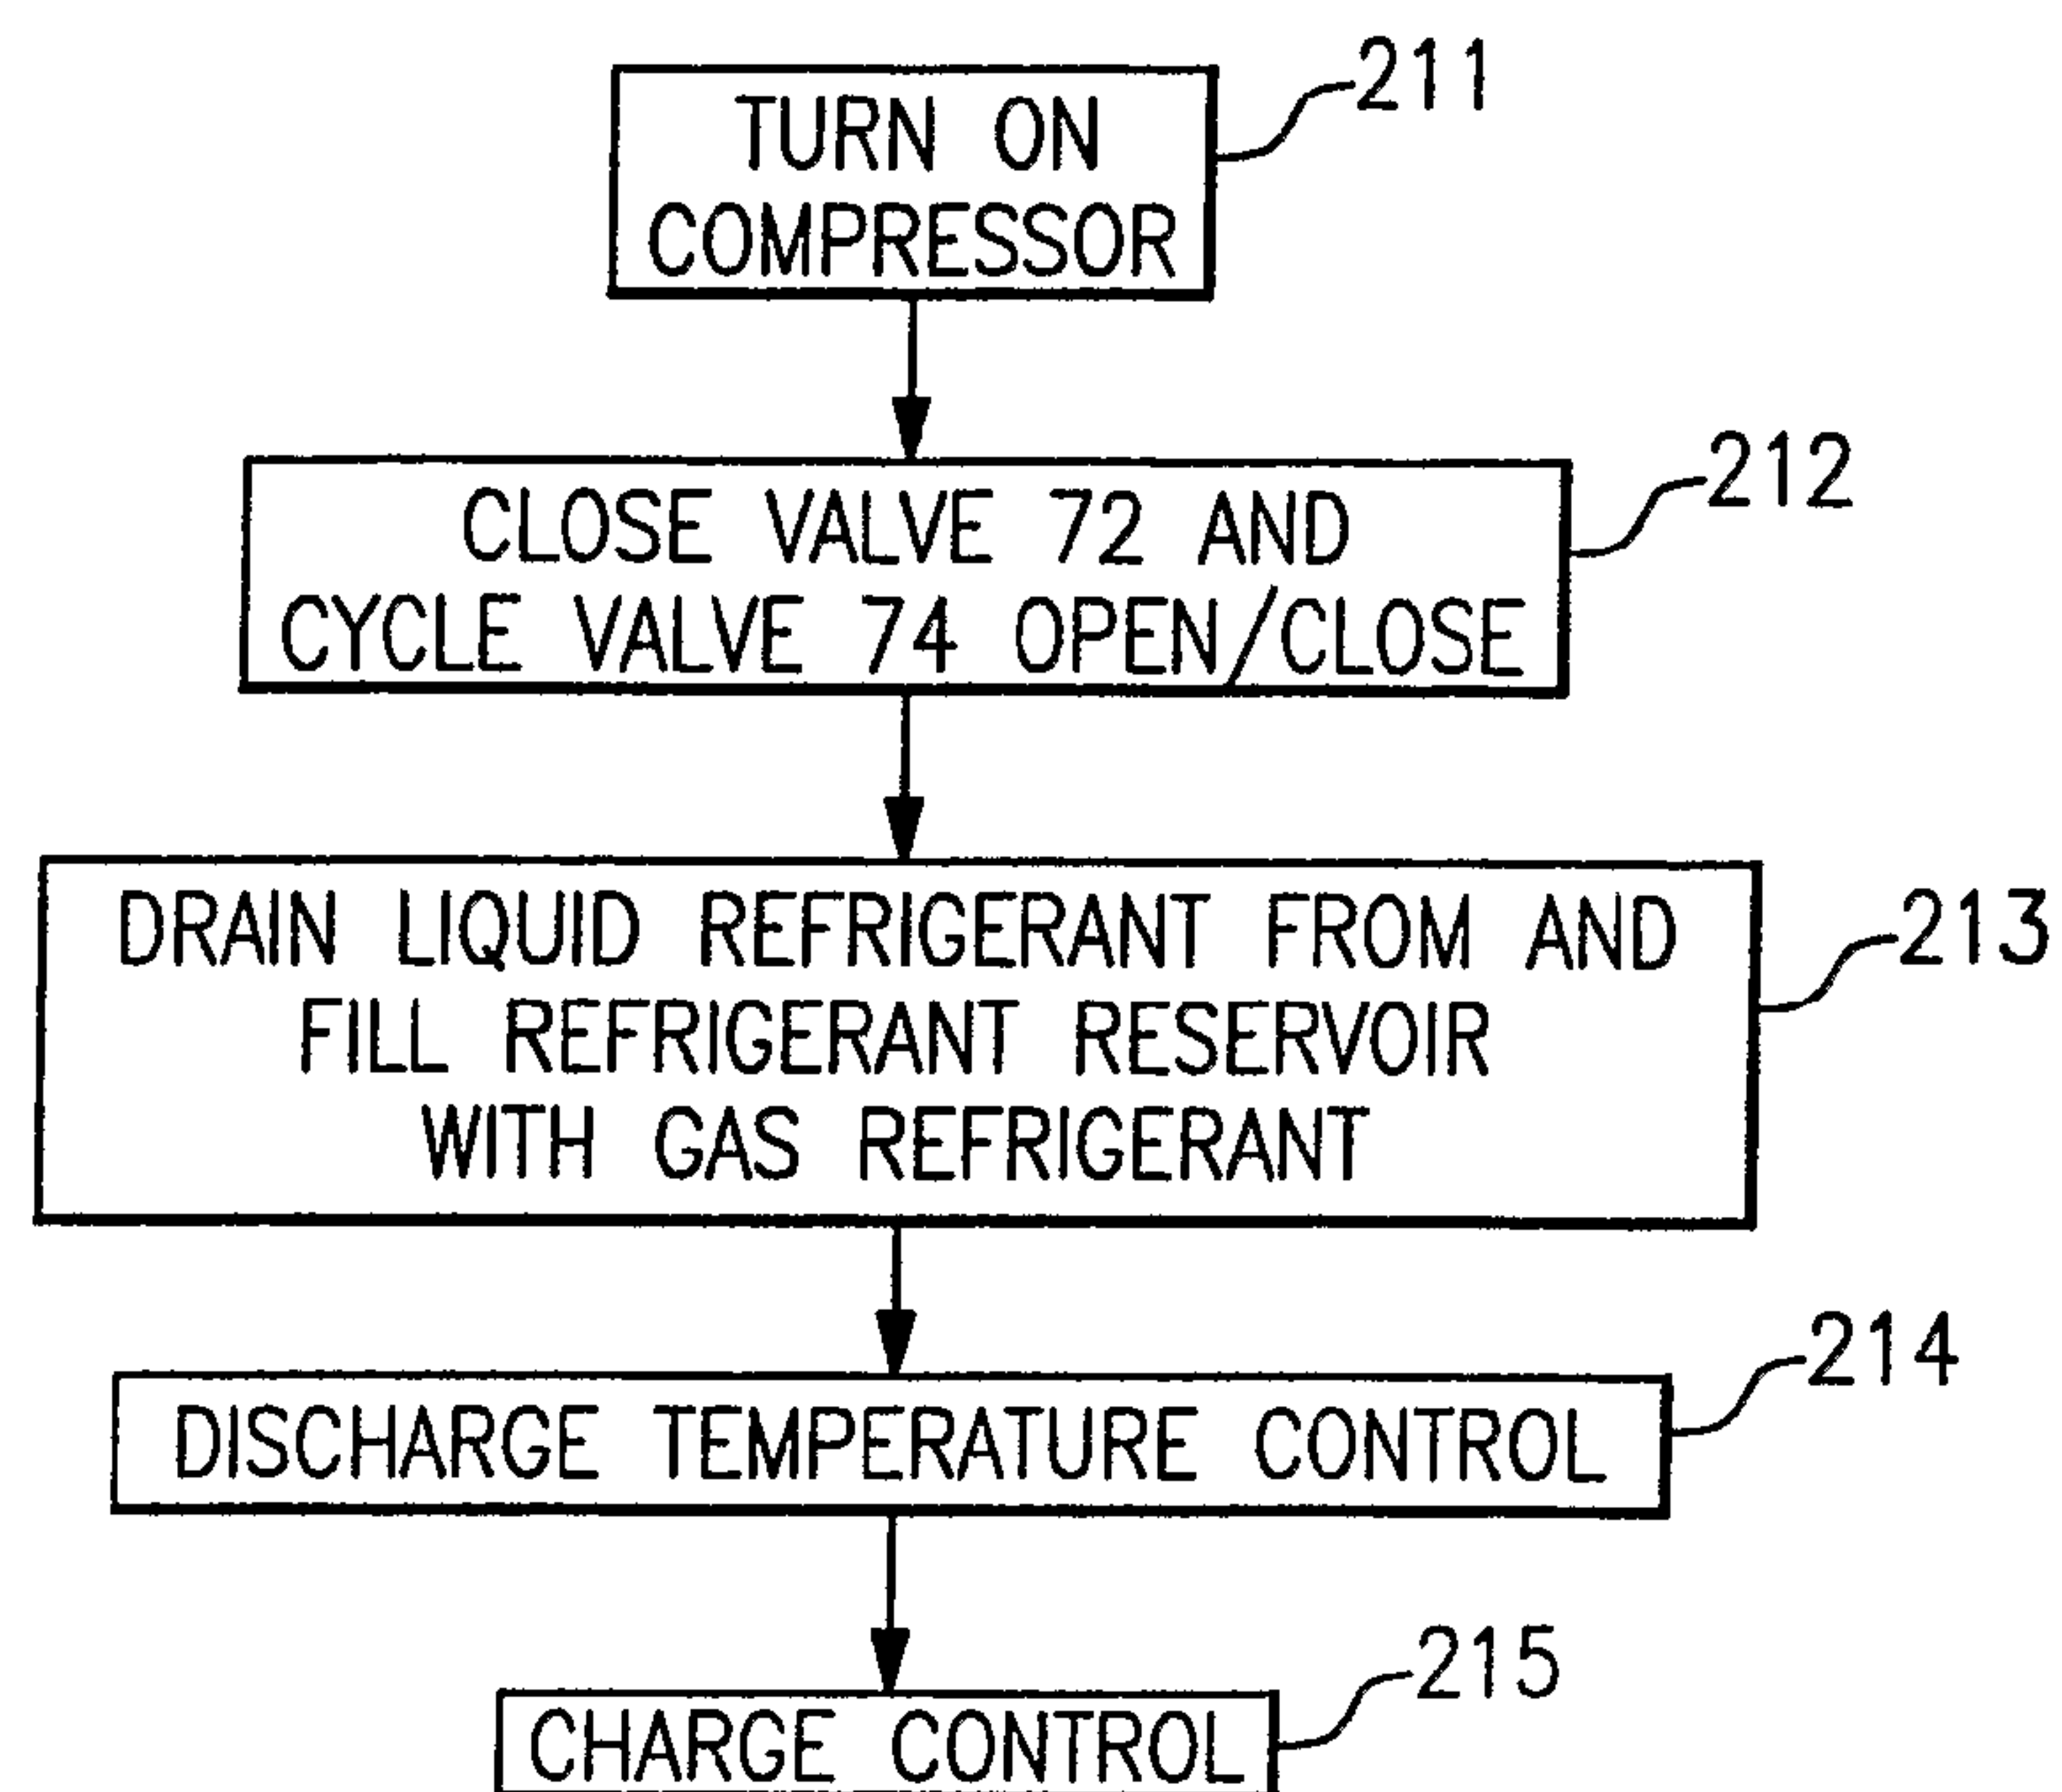 TURN ON
COMPRESSOR
211
CLOSE VALVE 72 AND
CYCLE VALVE 74 OPEN/CLOSE
212
DRAIN LIQUID REFRIGERANT FROM AND
FILL REFRIGERANT RESERVOIR
WITH GAS REFRIGERANT
213
DISCHARGE TEMPERATURE CONTROL
214
CHARGE CONTROL
215